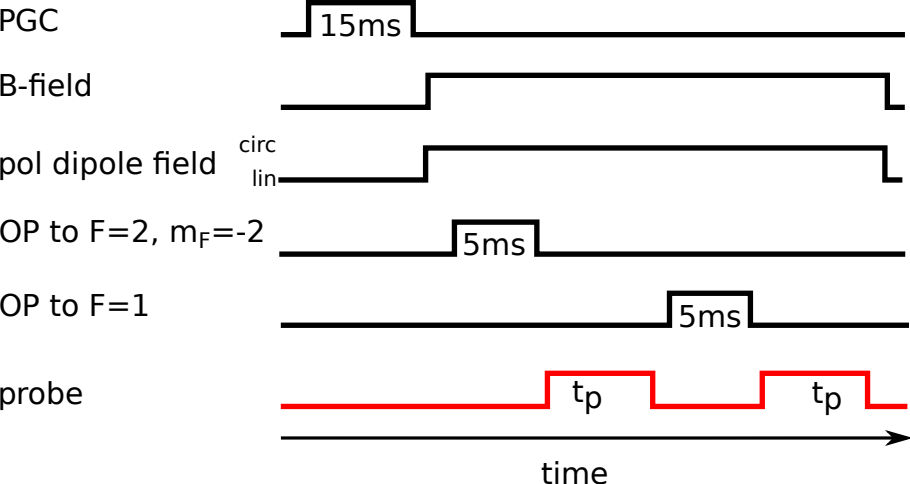 PGC
15ms
B-field
pol dipole field
circ
lin
OP to F=2, mF=-2
5ms
OP to F=1
5ms
probe
tp
tp
time